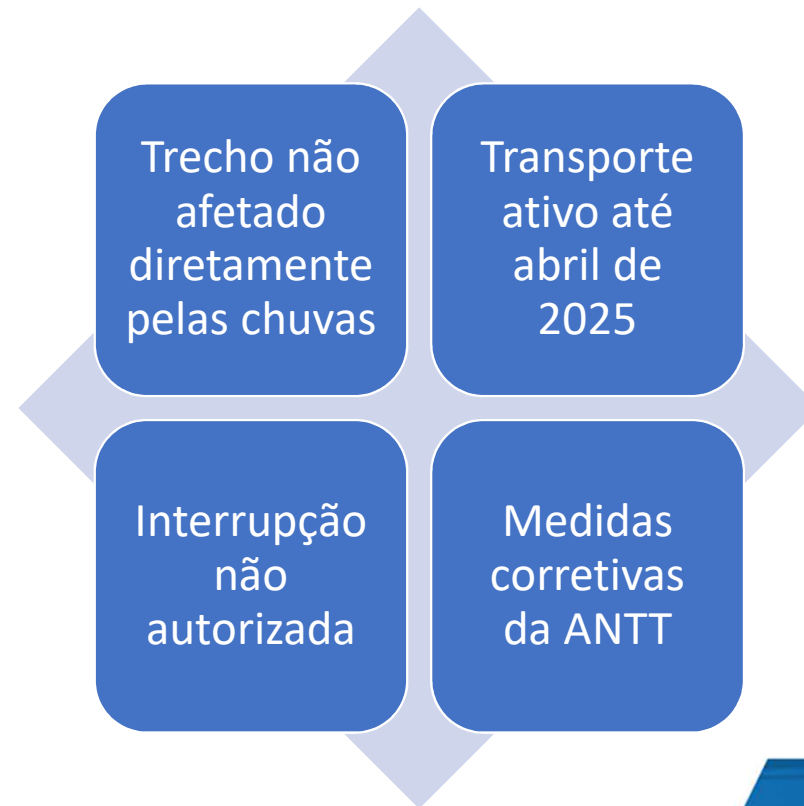 Trecho não
afetado
diretamente
pelas chuvas
Transporte
ativo até
abril de
2025
Interrupção
não
autorizada
Medidas
corretivas
da ANTT